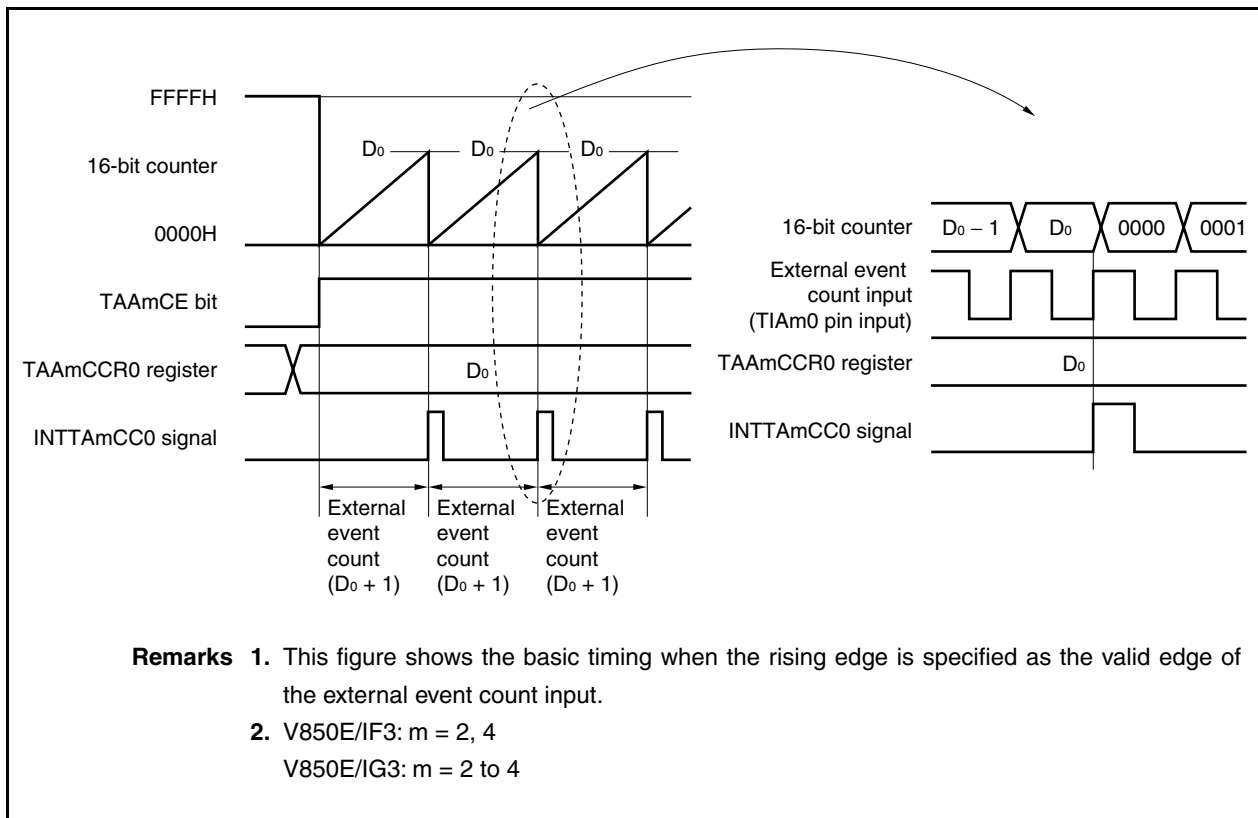 FFFFH
16-bit counter
0000H
D0
D0
D0
TAAmCE bit
TAAmCCR0 register
D0
INTTAmCC0 signal
External
event
count
(D0 + 1)
External
event
count
(D0 + 1)
External
event
count
(D0 + 1)
16-bit counter
D0 – 1
D0
0000
0001
External event
count input
(TIAm0 pin input)
TAAmCCR0 register
D0
INTTAmCC0 signal
Remarks 1. This figure shows the basic timing when the rising edge is specified as the valid edge of
the external event count input.
2. V850E/IF3: m = 2, 4
V850E/IG3: m = 2 to 4